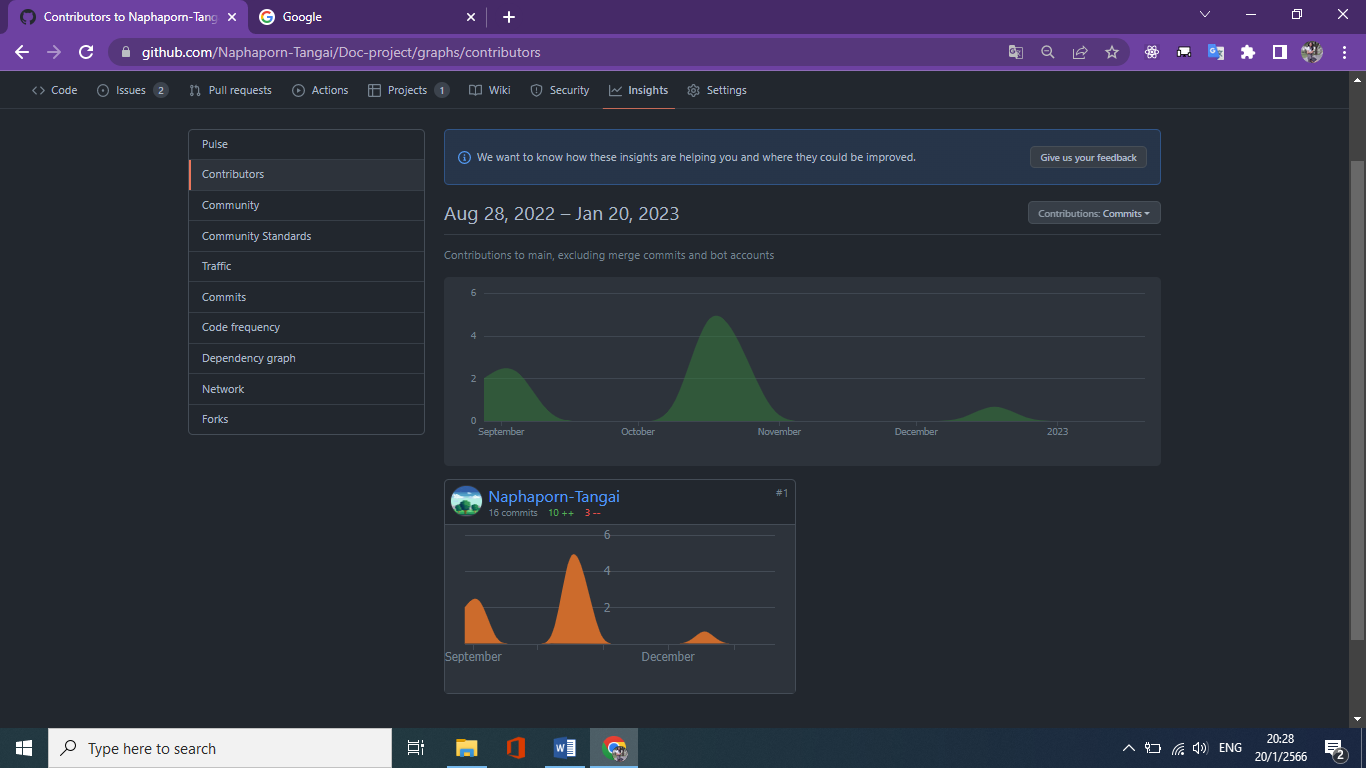 Contributors to Naphaporn-Tang
Google
github.com/Naphaporn-Tangai/Doc-project/graphs/contributors
Code Issues 2 Pull requests Actions Projects 1 Wiki Security Insights Settings
Pulse
Contributors
Community
Community Standards
Traffic
Commits
Code frequency
Dependency graph
Network
Forks
We want to know how these insights are helping you and where they could be improved.
Give us your feedback
Aug 28, 2022 – Jan 20, 2023
Contributions: Commits
Contributions to main, excluding merge commits and bot accounts
6
4
2
0
September October November December 2023
Naphaporn-Tangai
#1
16 commits 10 ++ 3 --
6
4
2
September December
Type here to search
ENG
20:28
20/1/2566
2